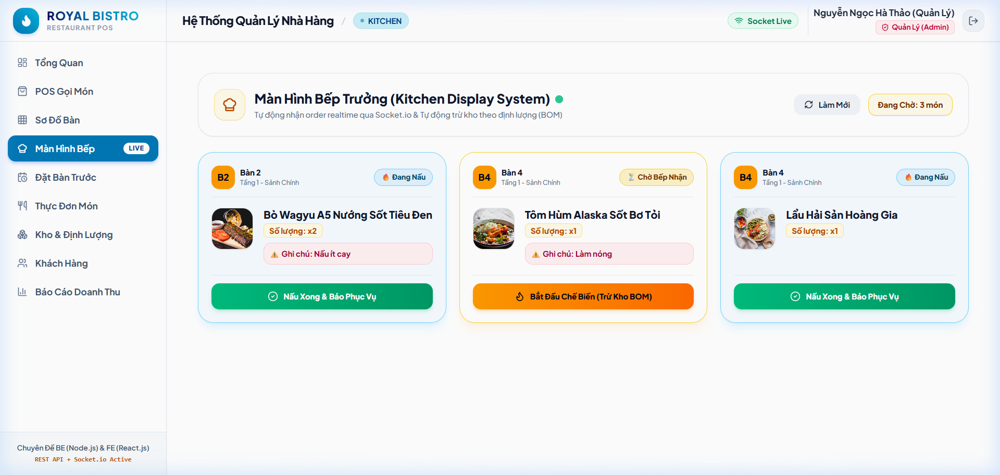 ROYAL BISTRO
RESTAURANT POS
Tổng Quan
POS Gọi Món
Sơ Đồ Bàn
Màn Hình Bếp LIVE
Đặt Bàn Trước
Thực Đơn Món
Kho & Định Lượng
Khách Hàng
Báo Cáo Doanh Thu
Chuyên Đề BE (Node.js) & FE (React.js)
REST API + Socket.io Active
Hệ Thống Quản Lý Nhà Hàng / KITCHEN
Socket Live
Nguyễn Ngọc Hà Thảo (Quản Lý)
Quản Lý (Admin)
Màn Hình Bếp Trưởng (Kitchen Display System)
Tự động nhận order realtime qua Socket.io & Tự động trừ kho theo định lượng (BOM)
Làm Mới
Đang Chờ: 3 món
B2
Bàn 2
Tầng 1 - Sảnh Chính
Đang Nấu
Bò Wagyu A5 Nướng Sốt Tiêu Đen
Số lượng: x2
Ghi chú: Nấu ít cay
Nấu Xong & Báo Phục Vụ
B4
Bàn 4
Tầng 1 - Sảnh Chính
Chờ Bếp Nhận
Tôm Hùm Alaska Sốt Bơ Tỏi
Số lượng: x1
Ghi chú: Làm nóng
Bắt Đầu Chế Biến (Trừ Kho BOM)
B4
Bàn 4
Tầng 1 - Sảnh Chính
Đang Nấu
Lẩu Hải Sản Hoàng Gia
Số lượng: x1
Nấu Xong & Báo Phục Vụ